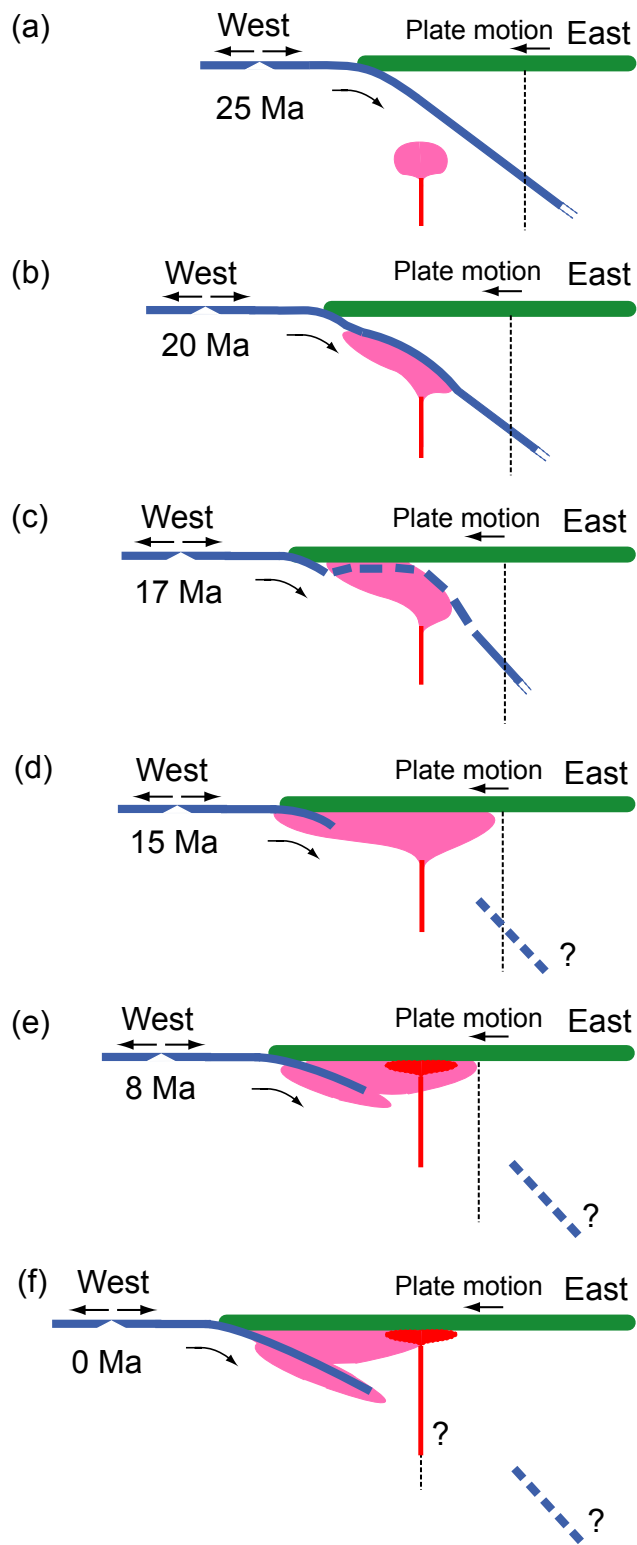 (a)
West
Plate motion
East
25 Ma
(b)
West
Plate motion
East
20 Ma
(c)
West
Plate motion
East
17 Ma
(d)
West
Plate motion
East
15 Ma
?
(e)
West
Plate motion
East
8 Ma
?
(f)
West
Plate motion
East
0 Ma
?
?